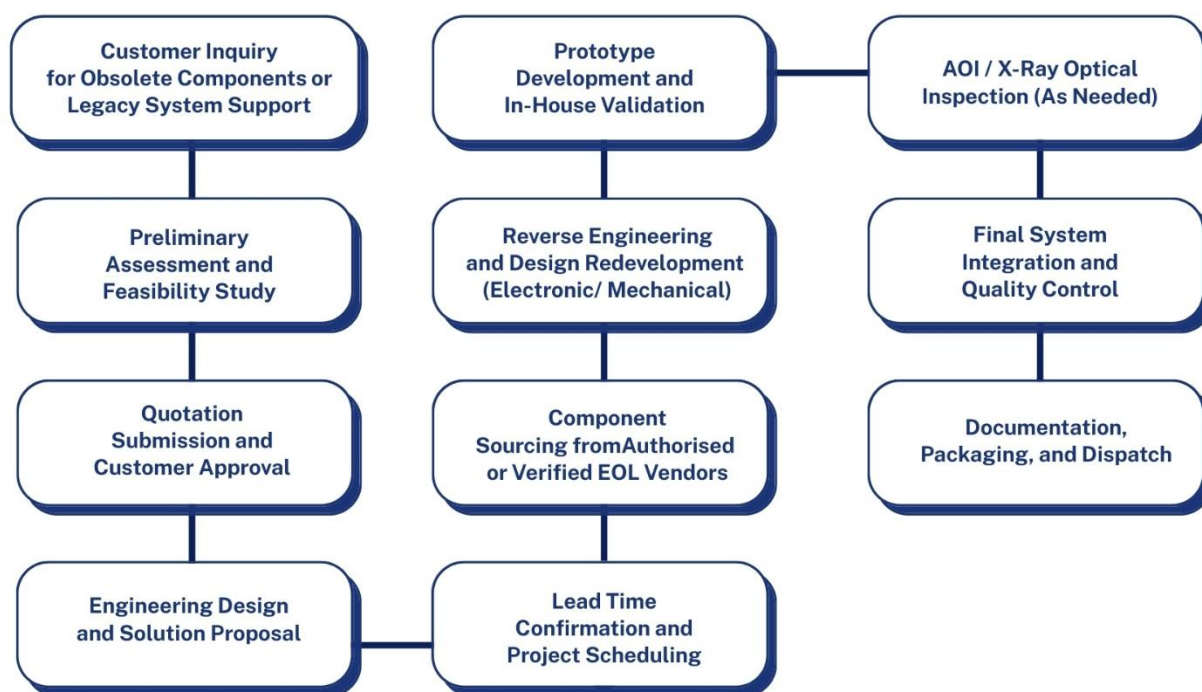 Customer Inquiry
for Obsolete Components or
Legacy System Support
Preliminary
Assessment and
Feasibility Study
Quotation
Submission and
Customer Approval
Engineering Design
and Solution Proposal
Lead Time
Confirmation and
Project Scheduling
Component
Sourcing fromAuthorised
or Verified EOL Vendors
Reverse Engineering
and Design Redevelopment
(Electronic/ Mechanical)
Prototype
Development and
In-House Validation
AOI / X-Ray Optical
Inspection (As Needed)
Final System
Integration and
Quality Control
Documentation,
Packaging, and Dispatch